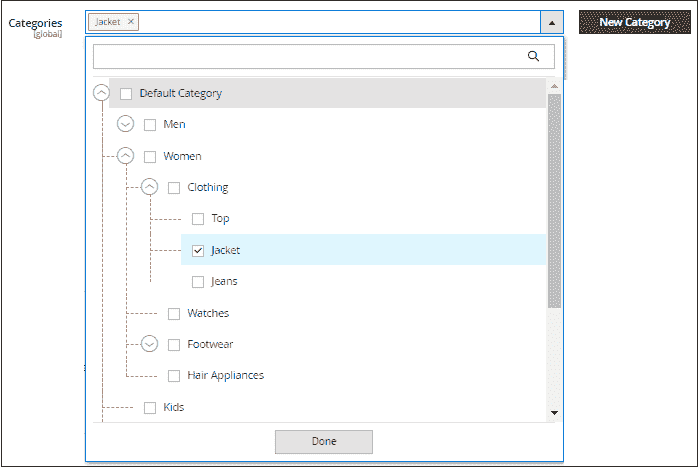 Categories
[global]
Jacket ×
New Category
Default Category
Men
Women
Clothing
Top
Jacket
Jeans
Watches
Footwear
Hair Appliances
Kids
Done